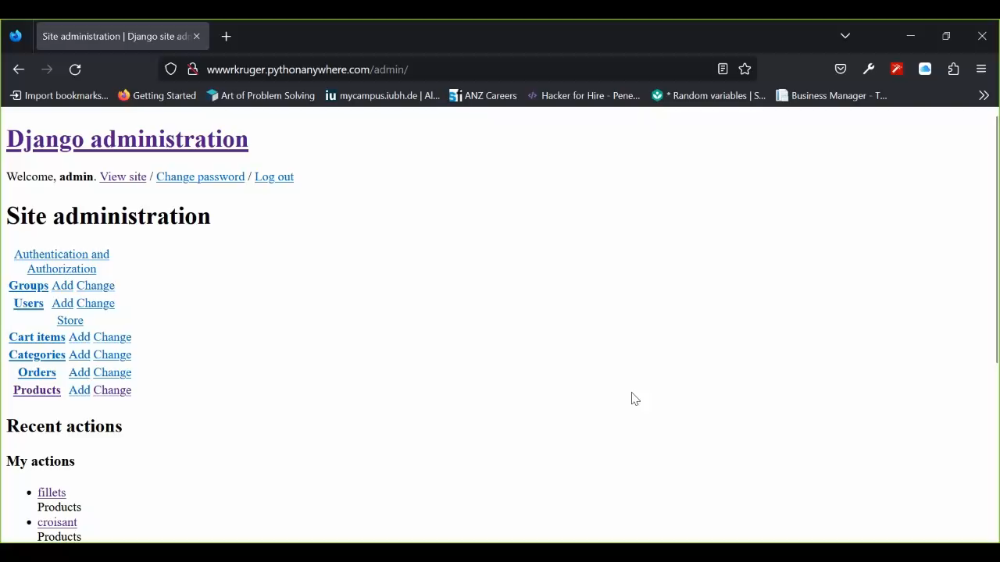 Site administration | Django site adr
wwwrkruger.pythonanywhere.com/admin/
Import bookmarks... Getting Started Art of Problem Solving mycampus.iubh.de | Al... ANZ Careers Hacker for Hire - Pene... * Random variables | S... Business Manager - T...
Django administration
Welcome, admin. View site / Change password / Log out
Site administration
Authentication and
Authorization
Groups Add Change
Users Add Change
Store
Cart items Add Change
Categories Add Change
Orders Add Change
Products Add Change
Recent actions
My actions
fillets
Products
croisant
Products